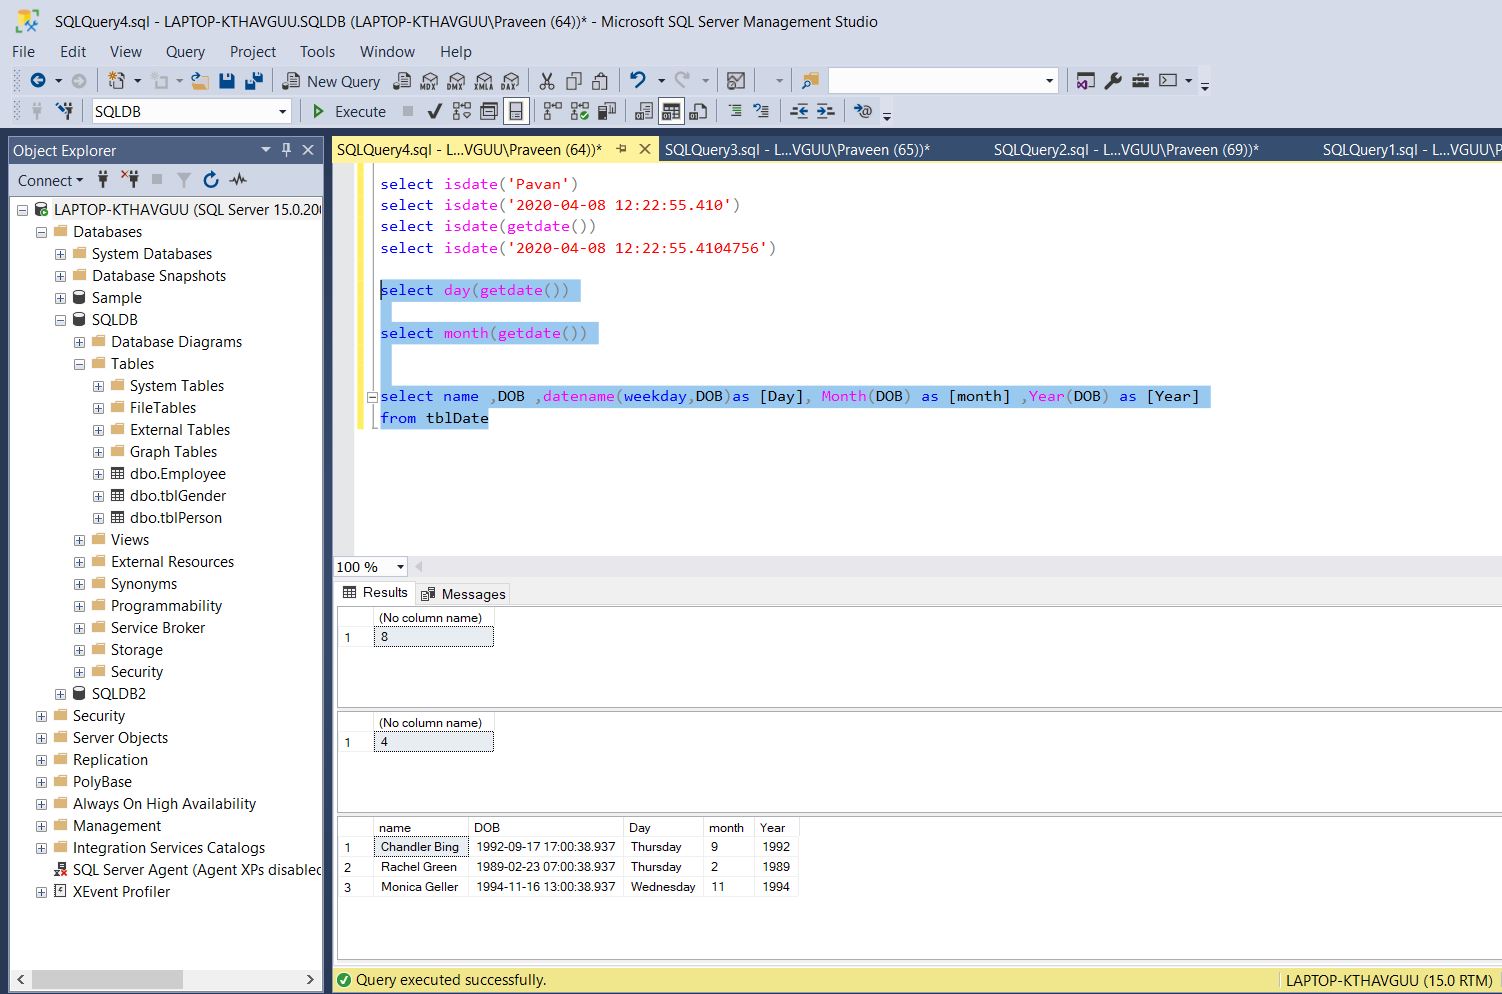 SQLQuery4.sql - LAPTOP-KTHAVGUU.SQLDB (LAPTOP-KTHAVGUU\Praveen (64))* - Microsoft SQL Server Management Studio
File Edit View Query Project Tools Window Help
New Query MDX DMX XMLA DAX
SQLDB Execute
Object Explorer
Connect
LAPTOP-KTHAVGUU (SQL Server 15.0.20
Databases
System Databases
Database Snapshots
Sample
SQLDB
Database Diagrams
Tables
System Tables
FileTables
External Tables
Graph Tables
dbo.Employee
dbo.tblGender
dbo.tblPerson
Views
External Resources
Synonyms
Programmability
Service Broker
Storage
Security
SQLDB2
Security
Server Objects
Replication
PolyBase
Always On High Availability
Management
Integration Services Catalogs
SQL Server Agent (Agent XPs disabled
XEvent Profiler
SQLQuery4.sql - L...VGUU\Praveen (64))* SQLQuery3.sql - L...VGUU\Praveen (65))* SQLQuery2.sql - L...VGUU\Praveen (69))* SQLQuery1.sql - L...VGUU\P
select isdate('Pavan')
select isdate('2020-04-08 12:22:55.410')
select isdate(getdate())
select isdate('2020-04-08 12:22:55.4104756')
select day(getdate())
select month(getdate())
select name ,DOB ,datename(weekday,DOB)as [Day], Month(DOB) as [month] ,Year(DOB) as [Year]
from tblDate
100 %
Results Messages
(No column name)
1 8
(No column name)
1 4
name DOB Day month Year
1 Chandler Bing 1992-09-17 17:00:38.937 Thursday 9 1992
2 Rachel Green 1989-02-23 07:00:38.937 Thursday 2 1989
3 Monica Geller 1994-11-16 13:00:38.937 Wednesday 11 1994
Query executed successfully. LAPTOP-KTHAVGUU (15.0 RTM)